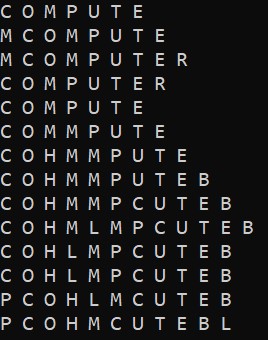 C O M P U T E
M C O M P U T E
M C O M P U T E R
C O M P U T E R
C O M P U T E
C O M M P U T E
C O H M M P U T E
C O H M M P U T E B
C O H M M P C U T E B
C O H M L M P C U T E B
C O H L M P C U T E B
C O H L M P C U T E B
P C O H L M C U T E B
P C O H M C U T E B L